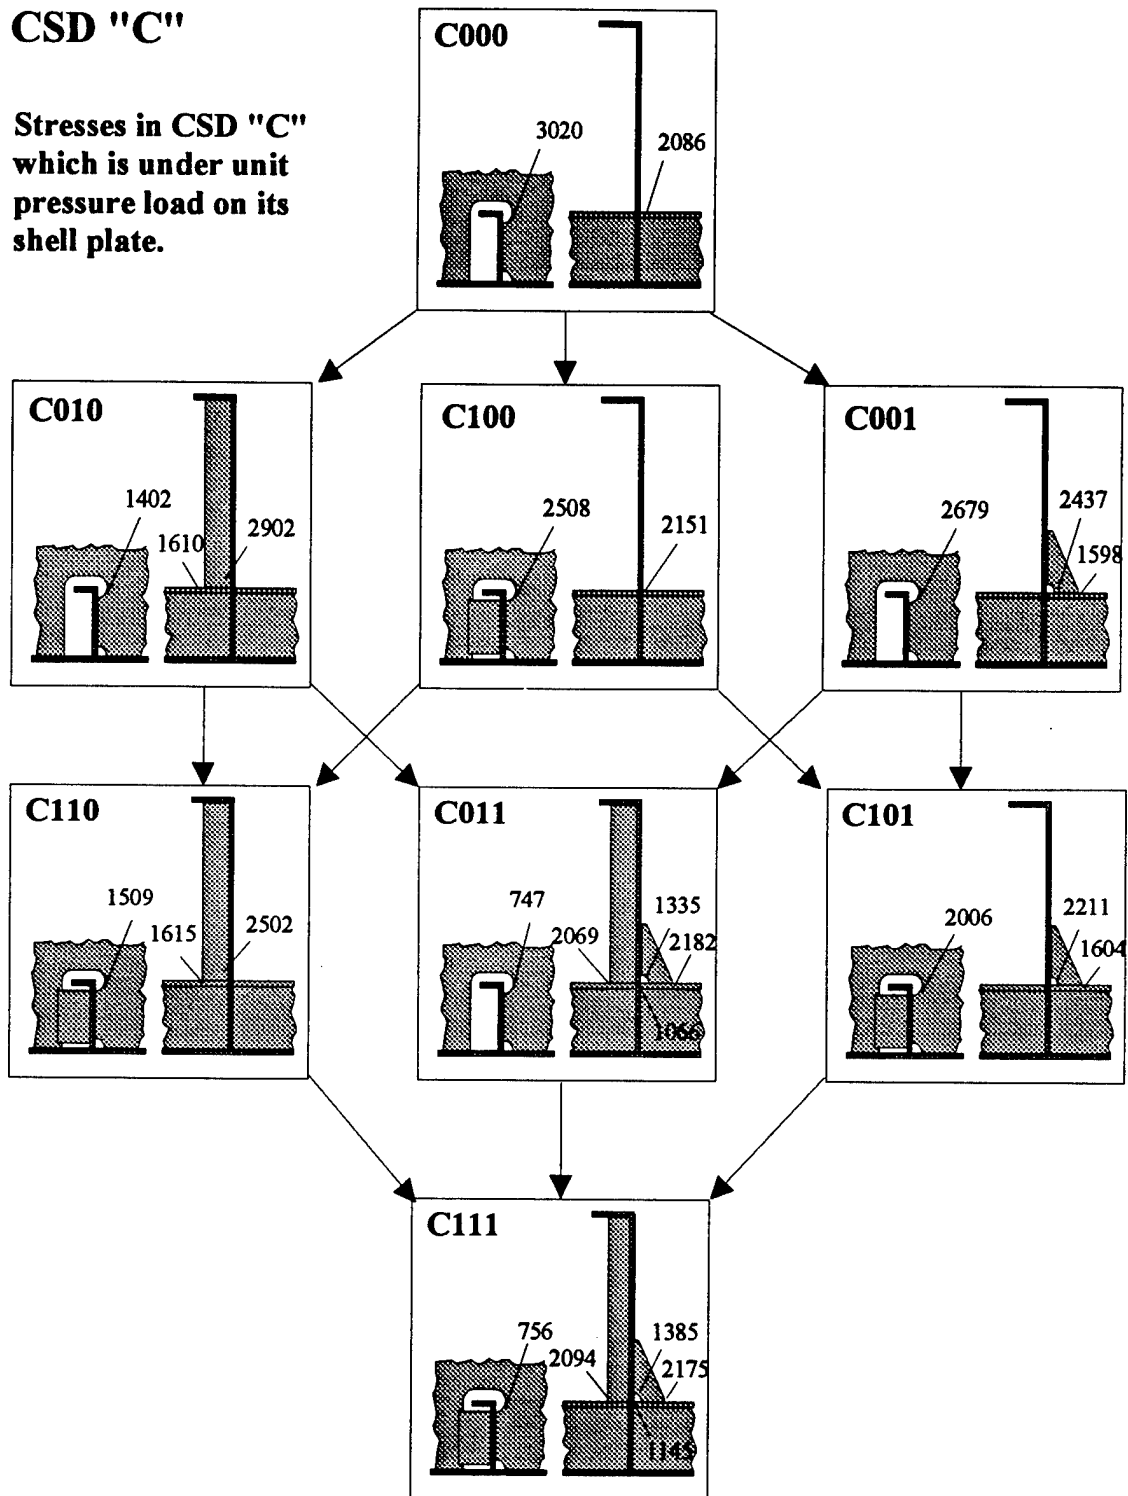 CSD "C"
Stresses in CSD "C"
which is under unit
pressure load on its
shell plate.
C000
3020
2086
C010
1402
1610
2902
C100
2508
2151
C001
2679
2437
1598
C110
1509
1615
2502
C011
747
2069
1335
2182
1066
C101
2006
2211
1604
C111
756
2094
1385
2175
1145